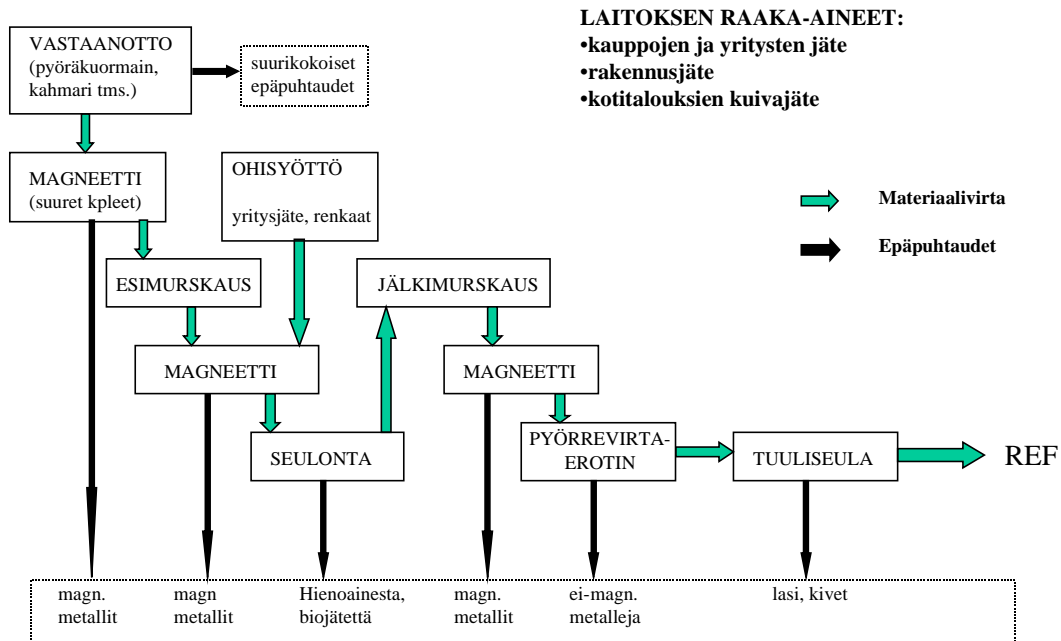 LAITOKSEN RAAKA-AINEET:
•kauppojen ja yritysten jäte
•rakennusjäte
•kotitalouksien kuivajäte
VASTAANOTTO
(pyöräkuormain,
kahmari tms.)
suurikokoiset
epäpuhtaudet
MAGNEETTI
(suuret kpleet)
OHISYÖTTÖ
yritysjäte, renkaat
Materiaalivirta
Epäpuhtaudet
ESIMURSKAUS
JÄLKIMURSKAUS
MAGNEETTI
MAGNEETTI
SEULONTA
PYÖRREVIRTA-
EROTIN
TUULISEULA
REF
magn.
metallit
magn
metallit
Hienoainesta,
biojätettä
magn.
metallit
ei-magn.
metalleja
lasi, kivet